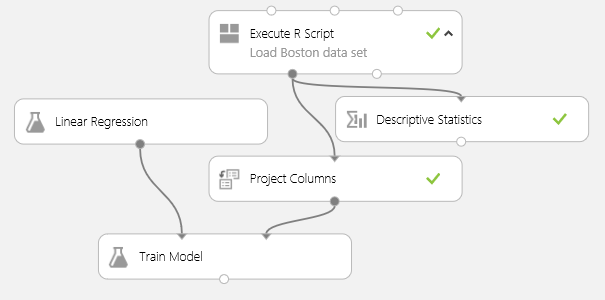 Execute R Script
Load Boston data set
Linear Regression
Descriptive Statistics
Project Columns
Train Model